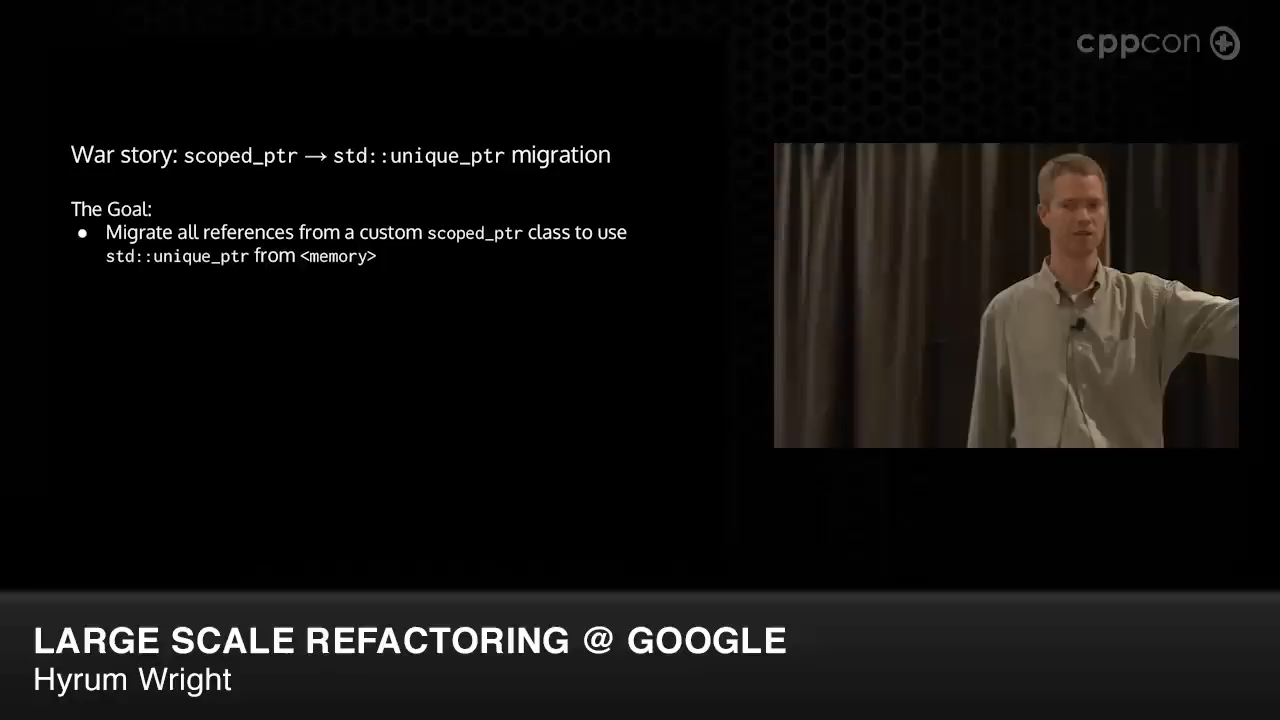 cppcon
War story: scoped_ptr → std::unique_ptr migration
The Goal:
● Migrate all references from a custom scoped_ptr class to use
std::unique_ptr from <memory>
LARGE SCALE REFACTORING @ GOOGLE
Hyrum Wright